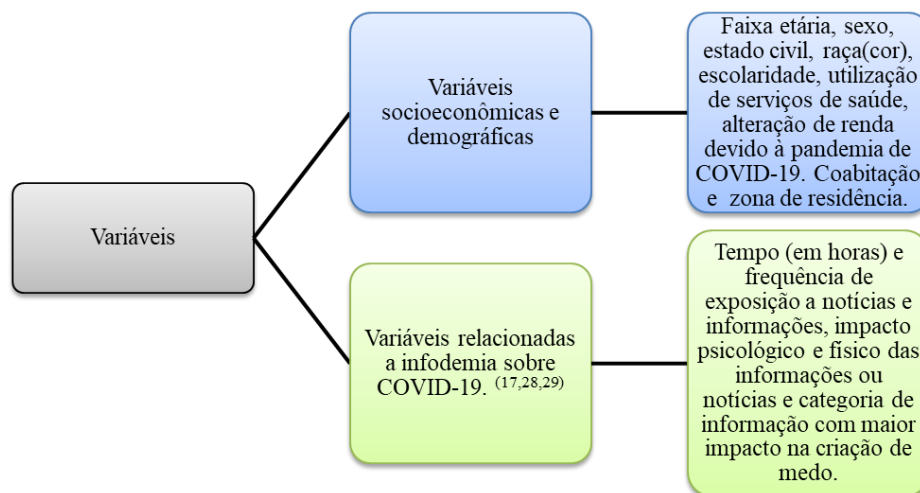 Variáveis
Variáveis
socioeconômicas e
demográficas
Faixa etária, sexo,
estado civil, raça(cor),
escolaridade, utilização
de serviços de saúde,
alteração de renda
devido à pandemia de
COVID-19. Coabitação
e zona de residência.
Variáveis relacionadas
a infodemia sobre
COVID-19. (17,28,29)
Tempo (em horas) e
frequência de
exposição a notícias e
informações, impacto
psicológico e físico das
informações ou
notícias e categoria de
informação com maior
impacto na criação de
medo.